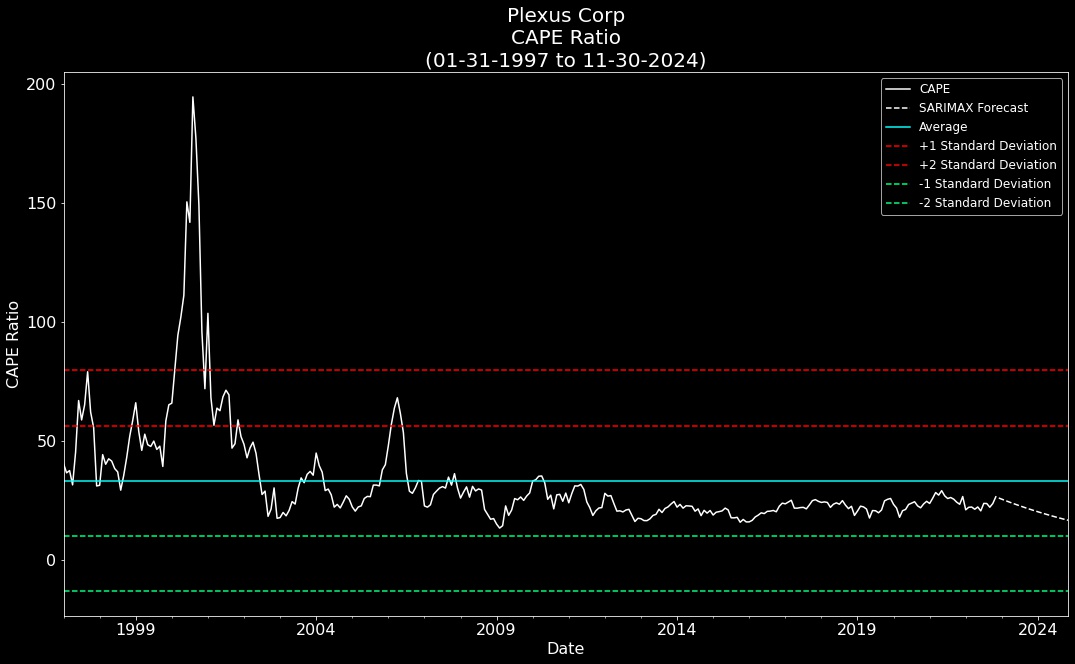 Plexus Corp
CAPE Ratio
(01-31-1997 to 11-30-2024)
CAPE
SARIMAX Forecast
Average
+1 Standard Deviation
+2 Standard Deviation
-1 Standard Deviation
-2 Standard Deviation
CAPE Ratio
200
150
100
50
0
1999 2004 2009 2014 2019 2024
Date